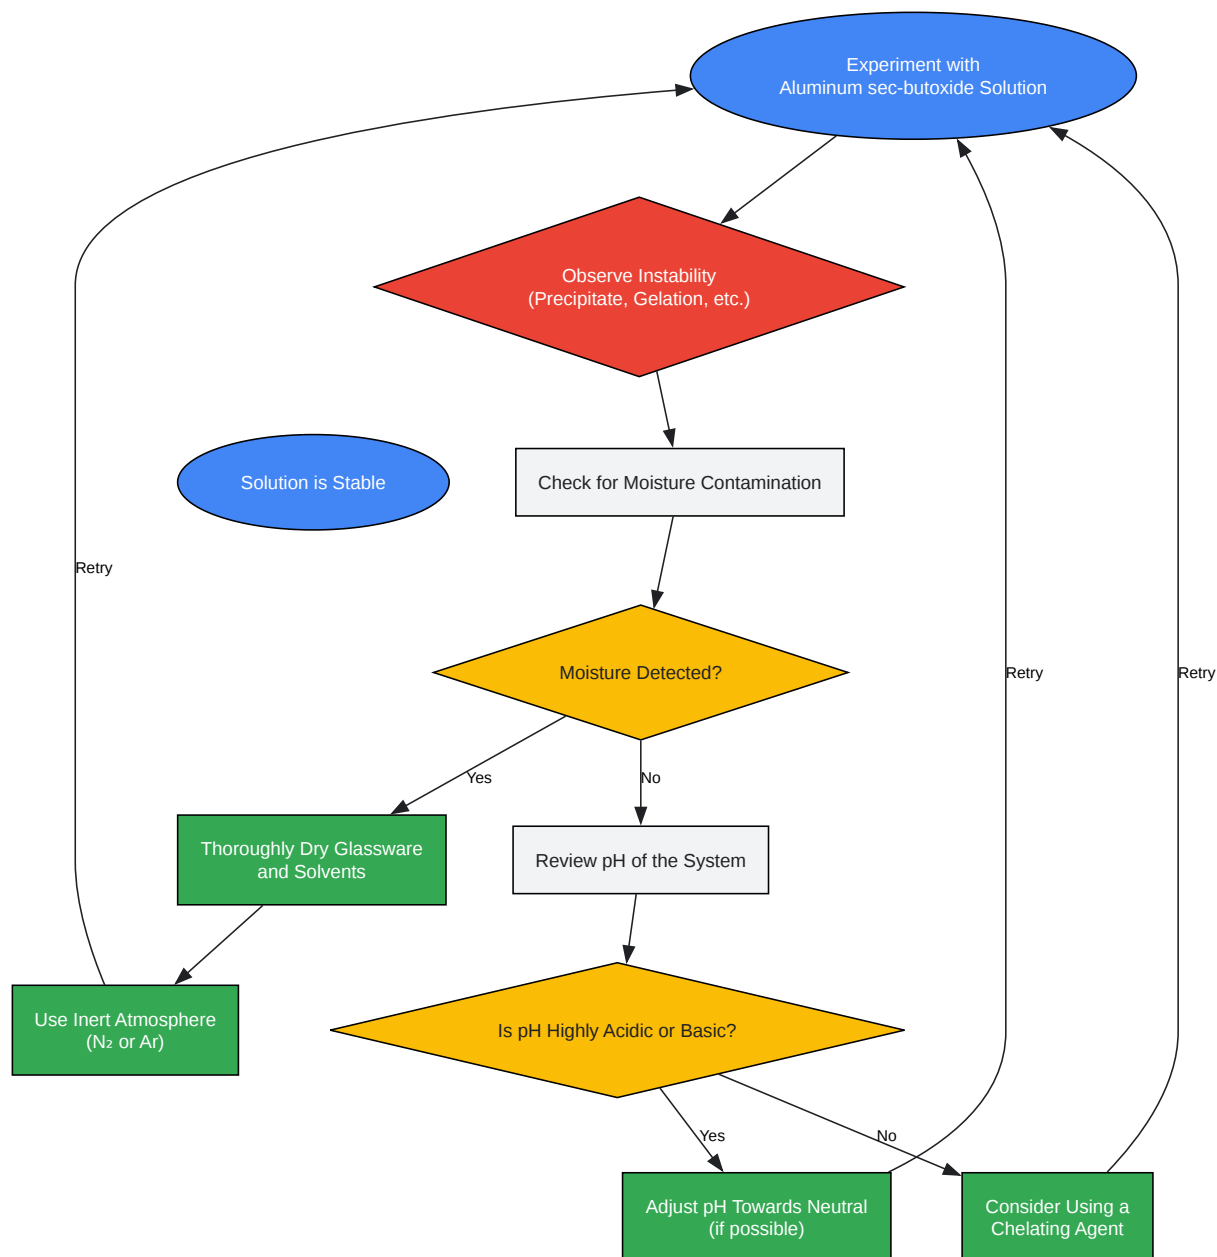 Experiment with
Aluminum sec-butoxide Solution
Observe Instability
(Precipitate, Gelation, etc.)
Solution is Stable
Check for Moisture Contamination
Retry
Moisture Detected?
Retry
Retry
Yes
No
Thoroughly Dry Glassware
and Solvents
Review pH of the System
Use Inert Atmosphere
(N₂ or Ar)
Is pH Highly Acidic or Basic?
Yes
No
Adjust pH Towards Neutral
(if possible)
Consider Using a
Chelating Agent